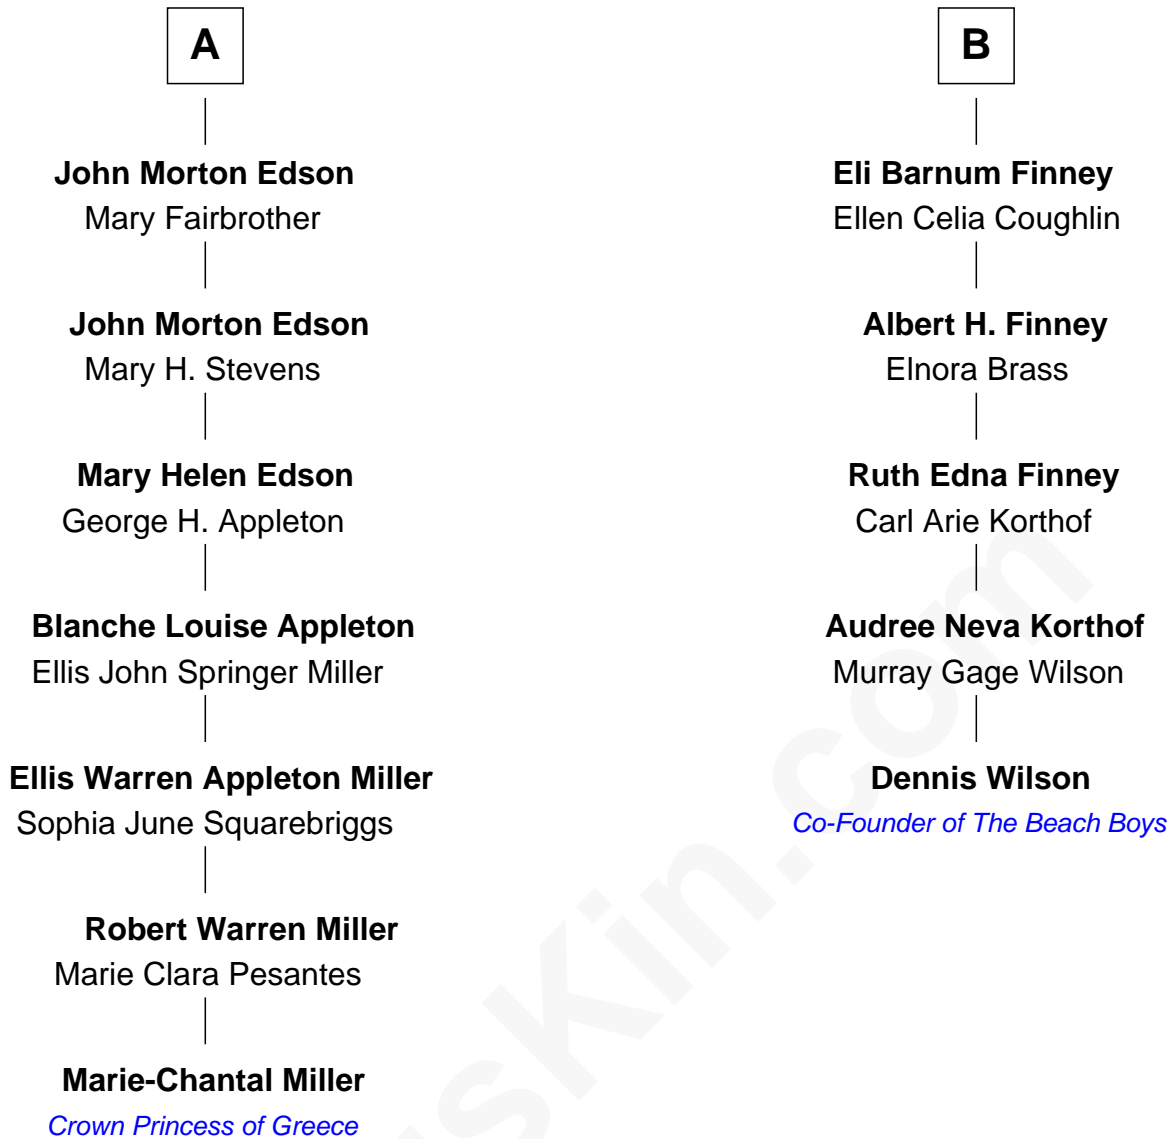 A
John Morton Edson
Mary Fairbrother
John Morton Edson
Mary H. Stevens
Mary Helen Edson
George H. Appleton
Blanche Louise Appleton
Ellis John Springer Miller
Ellis Warren Appleton Miller
Sophia June Squarebriggs
Robert Warren Miller
Marie Clara Pesantes
Marie-Chantal Miller
Crown Princess of Greece
B
Eli Barnum Finney
Ellen Celia Coughlin
Albert H. Finney
Elnora Brass
Ruth Edna Finney
Carl Arie Korthof
Audree Neva Korthof
Murray Gage Wilson
Dennis Wilson
Co-Founder of The Beach Boys
sKin.com